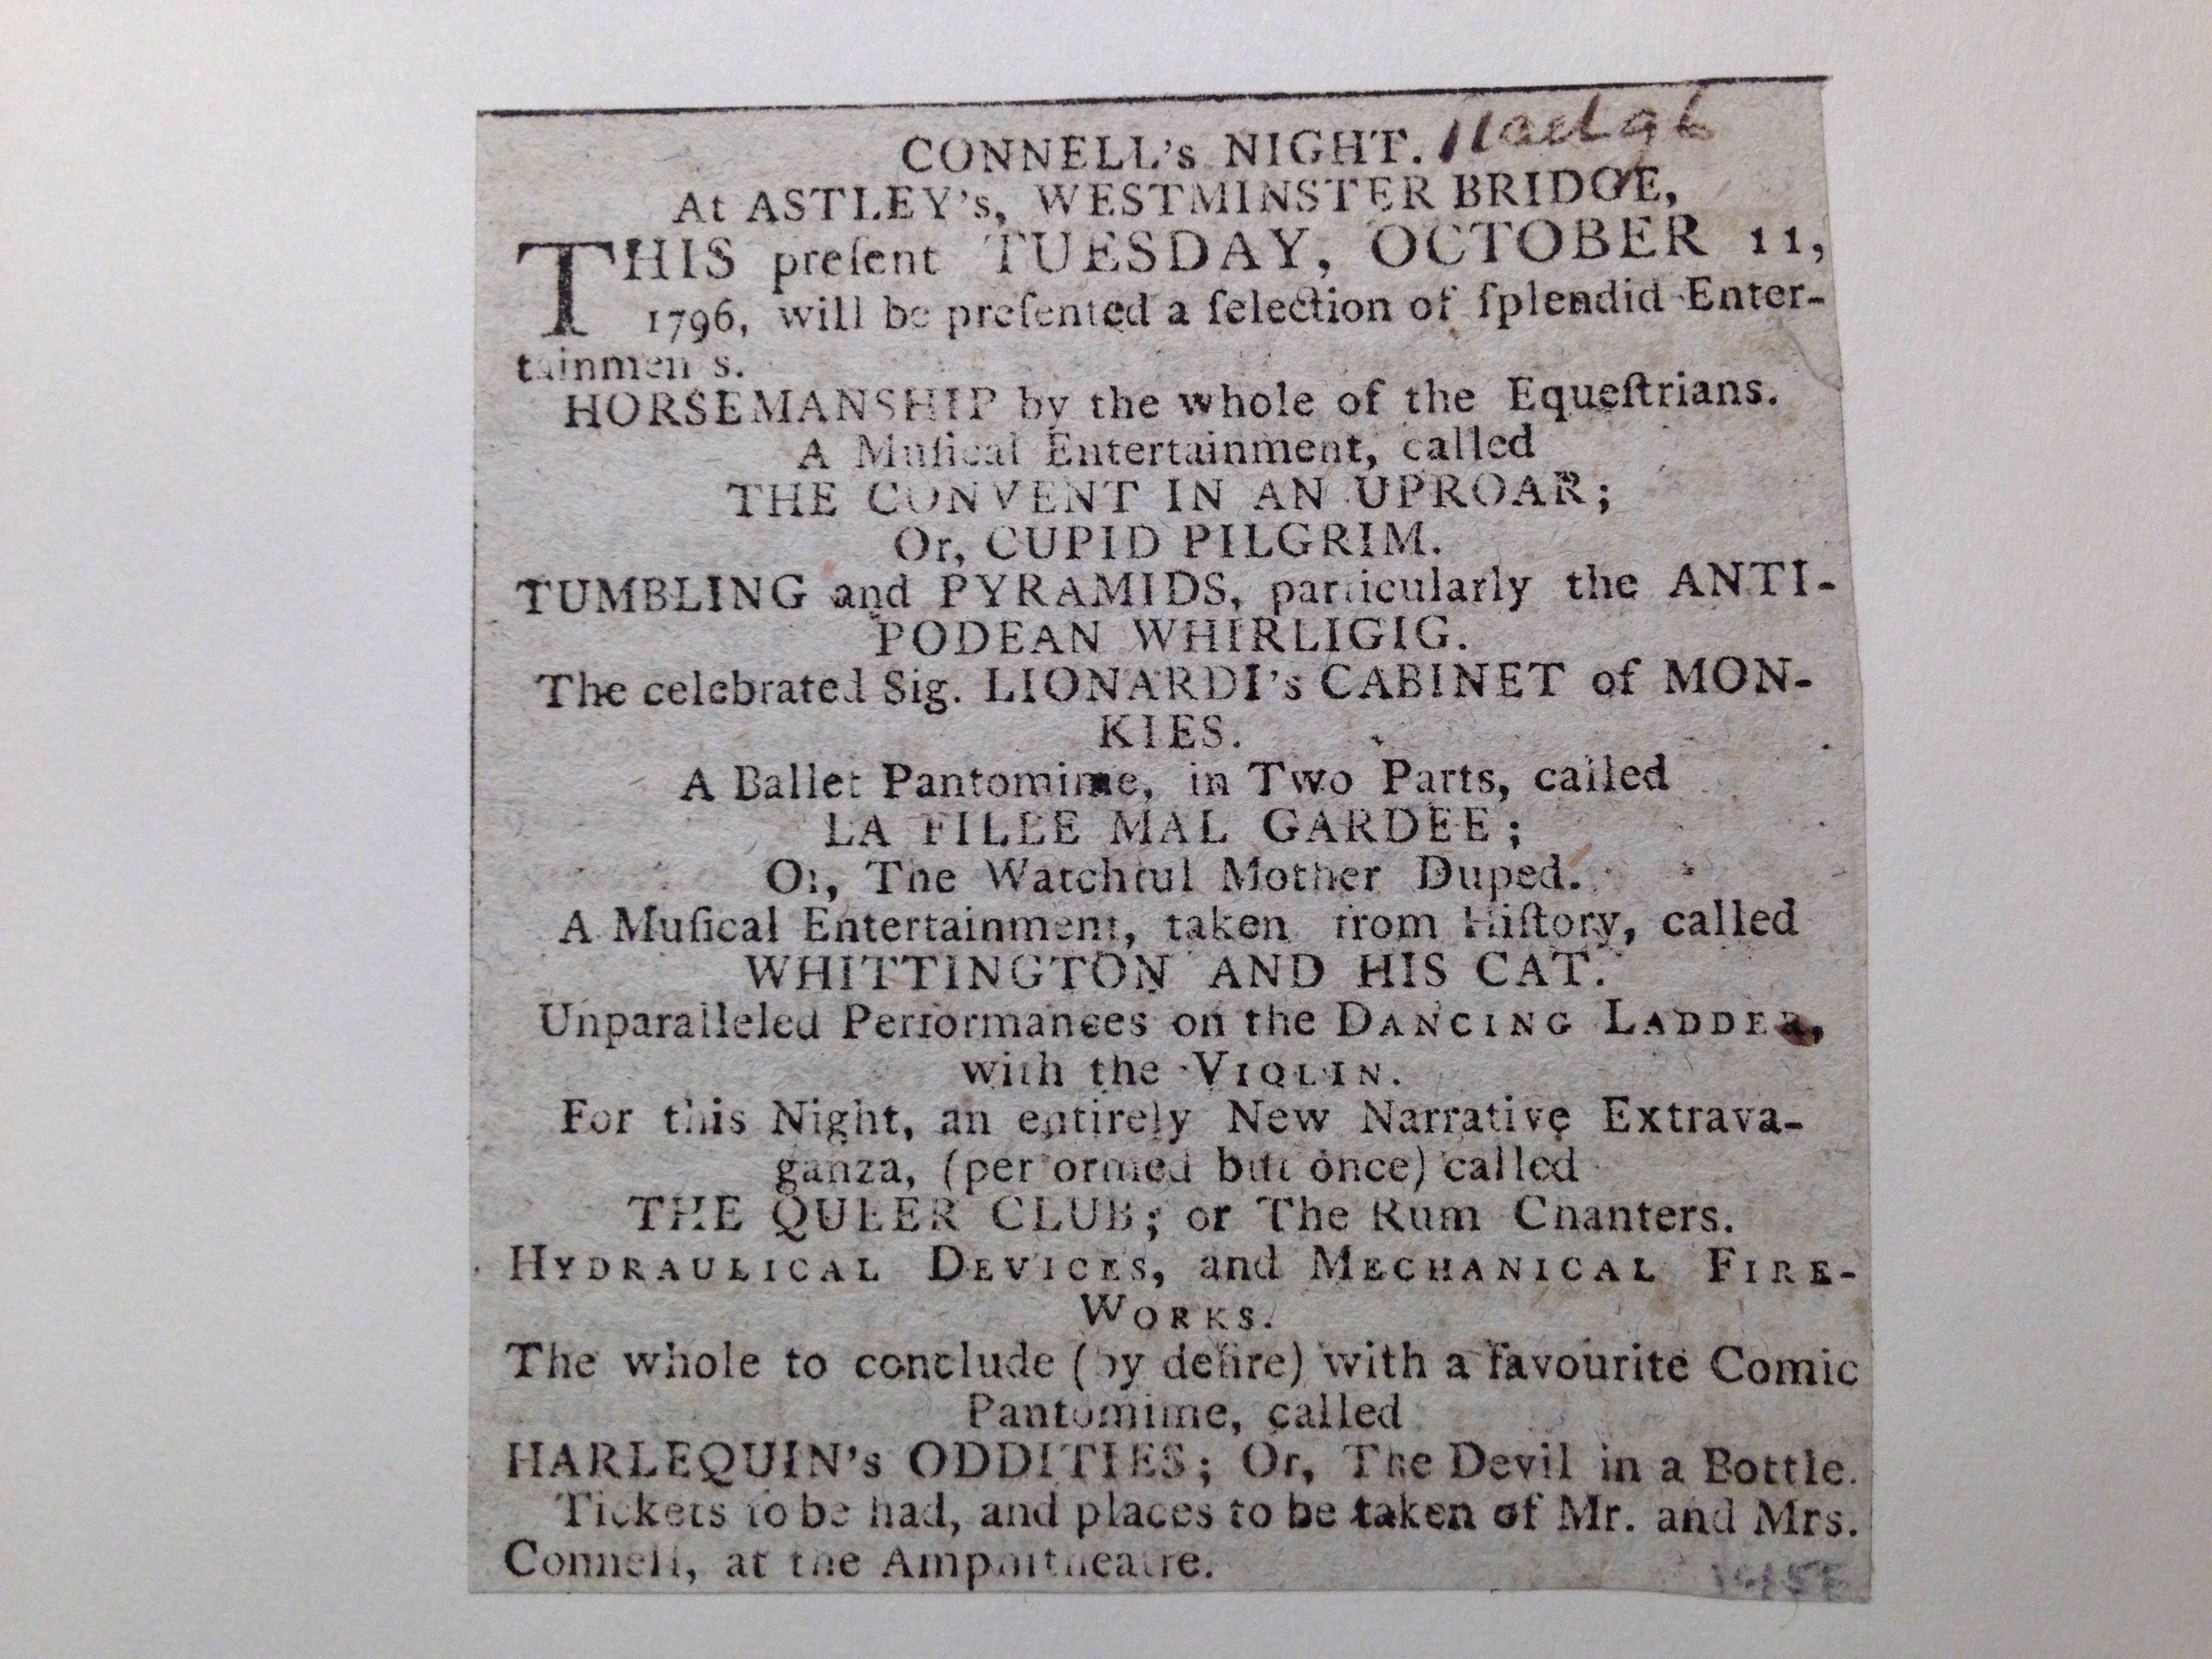 CONNELL's NIGHT. 11 Oct 96
At ASTLEY's, WESTMINSTER BRIDGE,
THIS preſent TUESDAY, OCTOBER 11,
1796, will be preſented a ſelection of ſplendid Enter-
tainmen s.
HORSEMANSHIP by the whole of the Equeſtrians.
A Muſical Entertainment, called
THE CONVENT IN AN UPROAR;
Or, CUPID PILGRIM.
TUMBLING and PYRAMIDS, particularly the ANTI-
PODEAN WHIRLIGIG.
The celebrated Sig. LIONARDI's CABINET of MON-
KIES.
A Ballet Pantomime, in Two Parts, called
LA FILLE MAL GARDEE;
Or, The Watchful Mother Duped.
A Muſical Entertainment, taken from Hiſtory, called
WHITTINGTON AND HIS CAT.
Unparalleled Performances on the DANCING LADDER,
with the VIOLIN.
For this Night, an entirely New Narrative Extrava-
ganza, (per ormed but once) called
THE QUEER CLUB; or The Rum Chanters.
HYDRAULICAL DEVICES, and MECHANICAL FIRE-
WORKS.
The whole to conclude (by deſire) with a favourite Comic
Pantomime, called
HARLEQUIN's ODDITIES; Or, The Devil in a Bottle.
Tickets to be had, and places to be taken of Mr. and Mrs.
Connell, at the Amphitheatre.